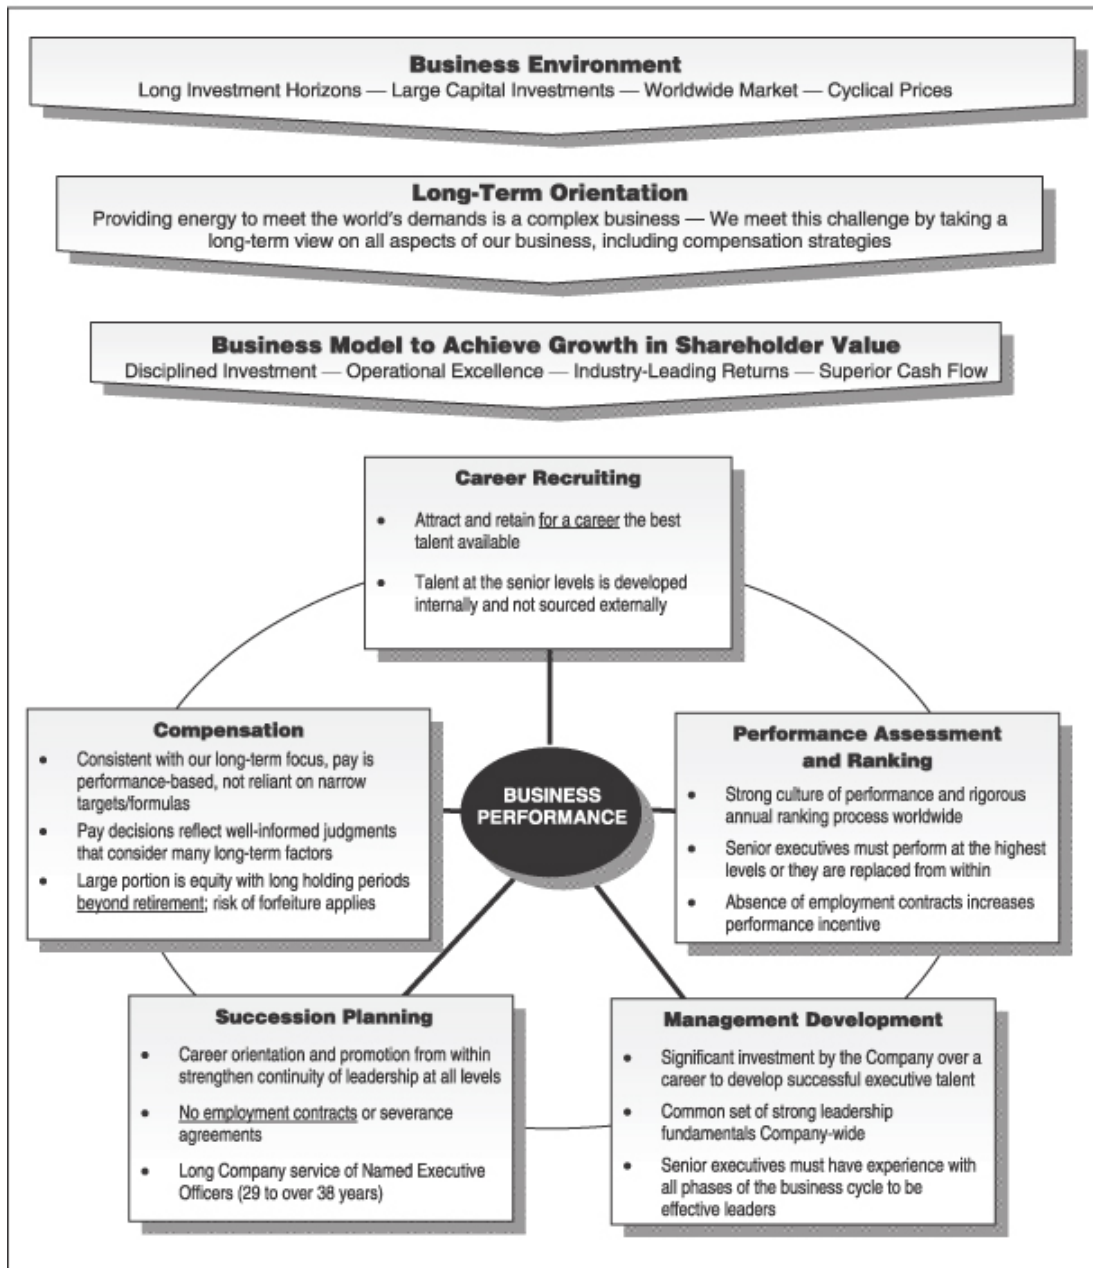 Business Environment
Long Investment Horizons — Large Capital Investments — Worldwide Market — Cyclical Prices
Long-Term Orientation
Providing energy to meet the world's demands is a complex business — We meet this challenge by taking a
long-term view on all aspects of our business, including compensation strategies
Business Model to Achieve Growth in Shareholder Value
Disciplined Investment — Operational Excellence — Industry-Leading Returns — Superior Cash Flow
Career Recruiting
• Attract and retain for a career the best
talent available
• Talent at the senior levels is developed
internally and not sourced externally
Compensation
• Consistent with our long-term focus, pay is
performance-based, not reliant on narrow
targets/formulas
• Pay decisions reflect well-informed judgments
that consider many long-term factors
• Large portion is equity with long holding periods
beyond retirement; risk of forfeiture applies
BUSINESS
PERFORMANCE
Performance Assessment
and Ranking
• Strong culture of performance and rigorous
annual ranking process worldwide
• Senior executives must perform at the highest
levels or they are replaced from within
• Absence of employment contracts increases
performance incentive
Succession Planning
• Career orientation and promotion from within
strengthen continuity of leadership at all levels
• No employment contracts or severance
agreements
• Long Company service of Named Executive
Officers (29 to over 38 years)
Management Development
• Significant investment by the Company over a
career to develop successful executive talent
• Common set of strong leadership
fundamentals Company-wide
• Senior executives must have experience with
all phases of the business cycle to be
effective leaders